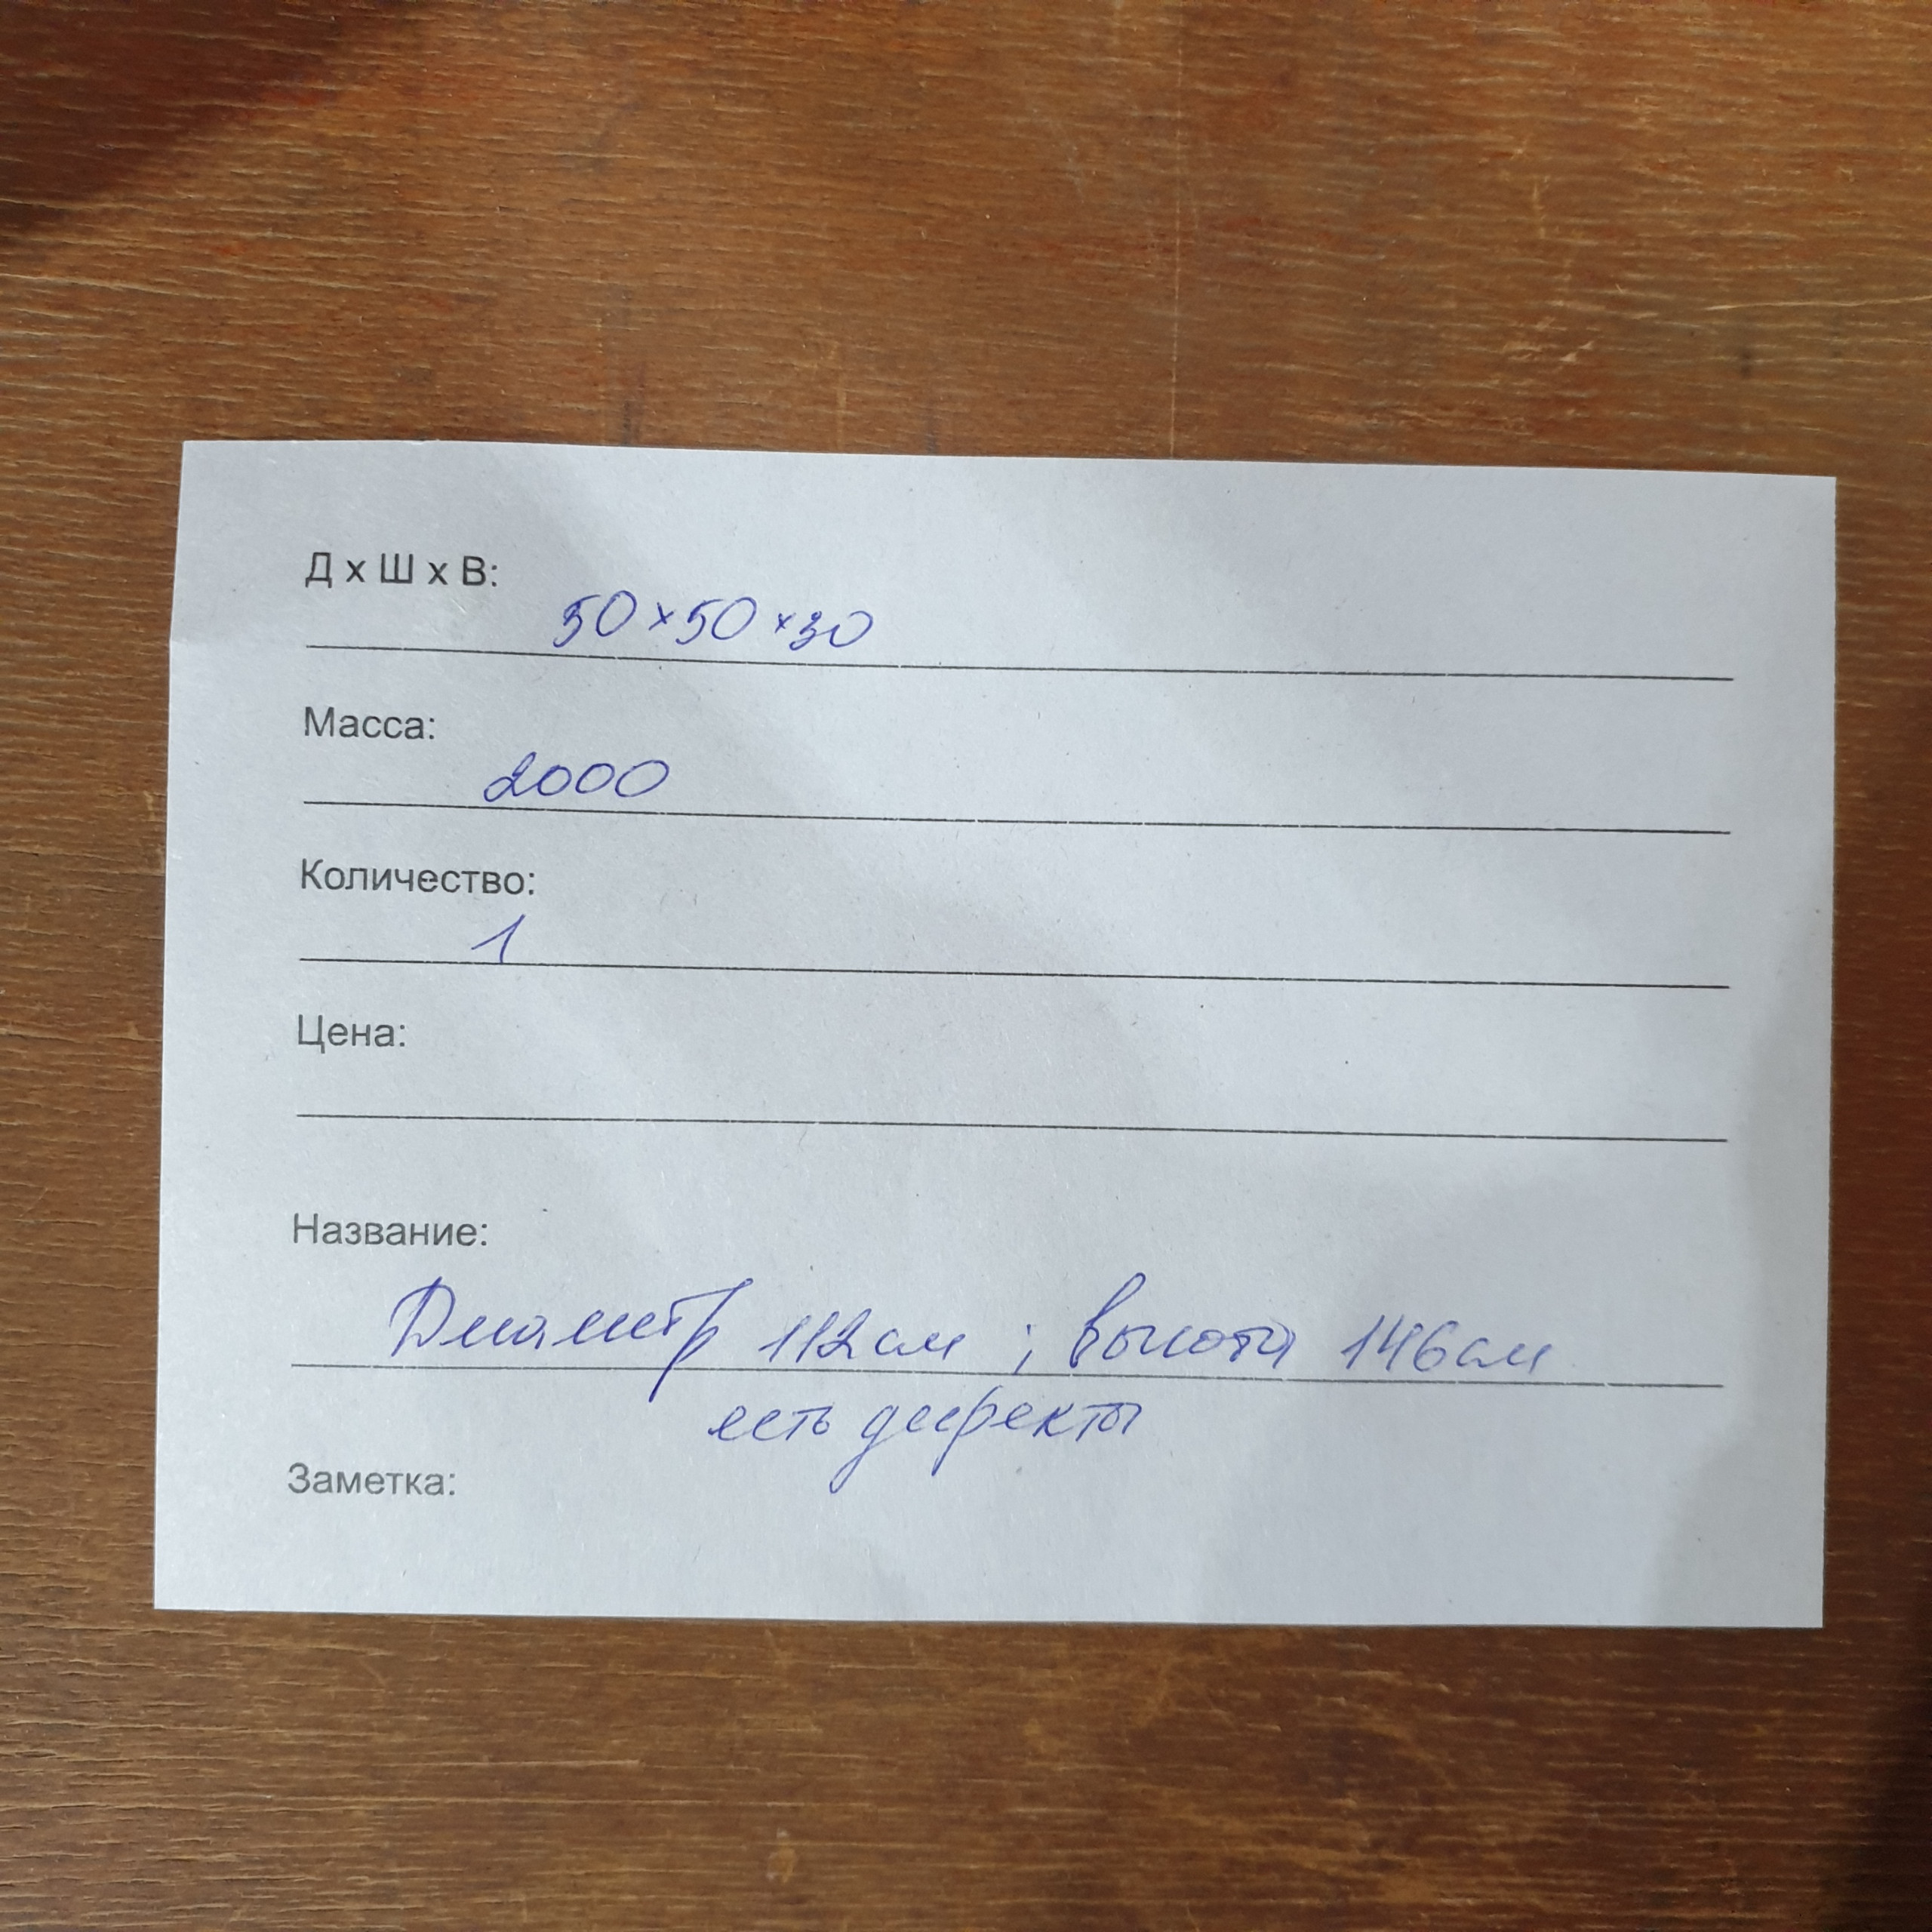 Д х Ш х В:
50×50×30
Масса:
2000
Количество:
1
Цена:
Название:
Диаметр 112см ; высота 146см
есть дефекты
Заметка: